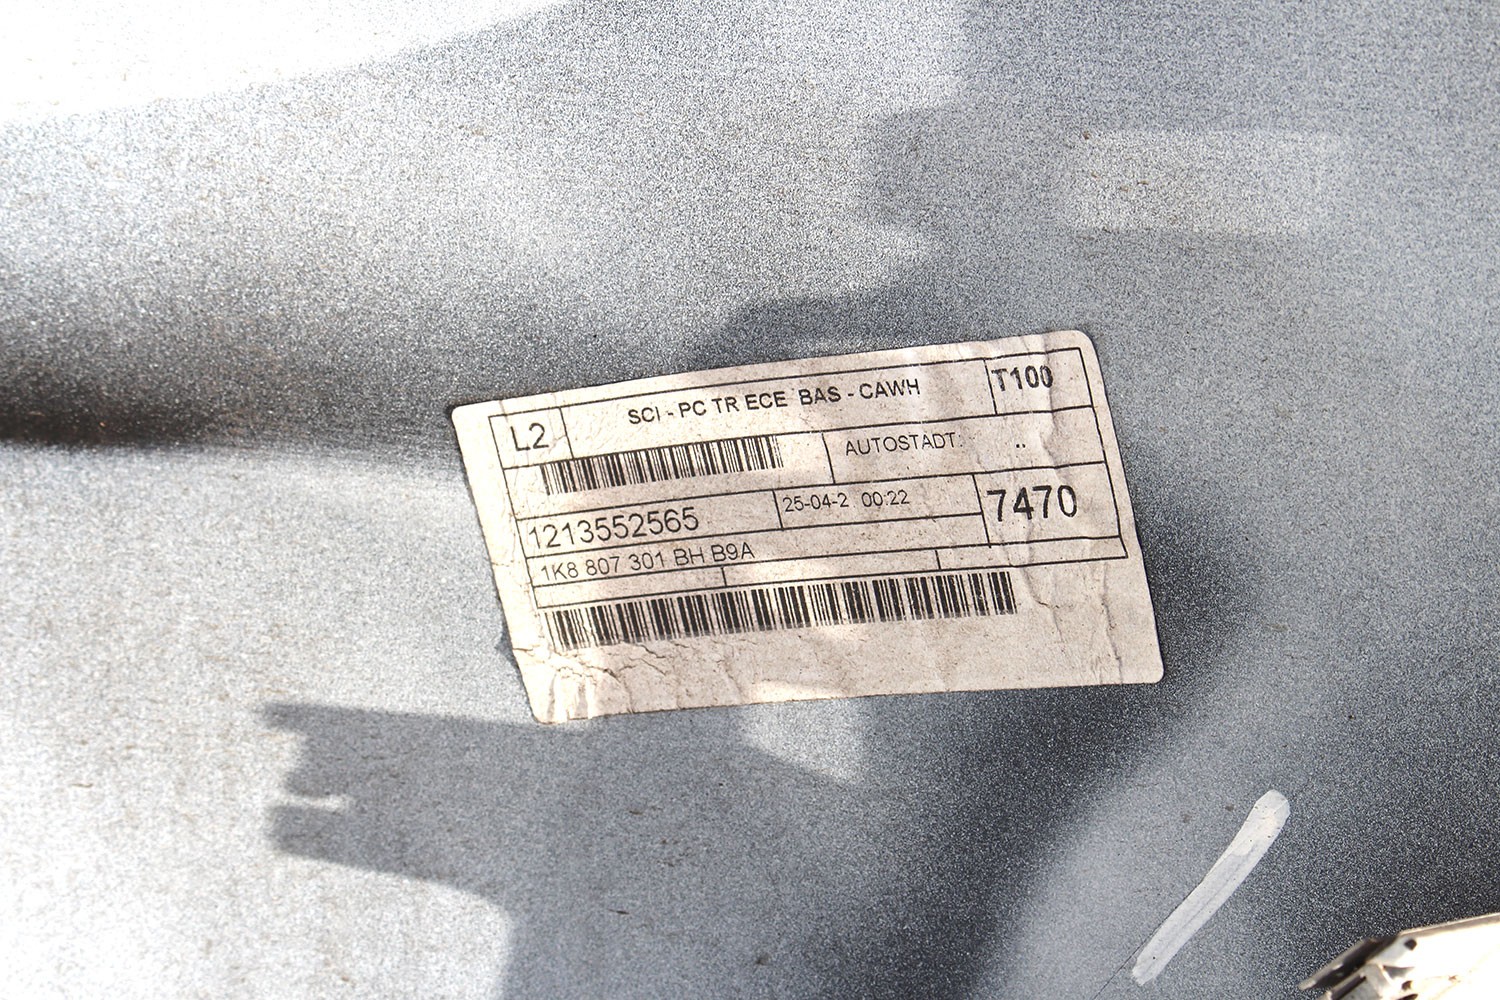 L2 SCI - PC TR ECE BAS - CAWH T100
AUTOSTADT: ..
1213552565 25-04-2 00:22 7470
1K8 807 301 BH B9A